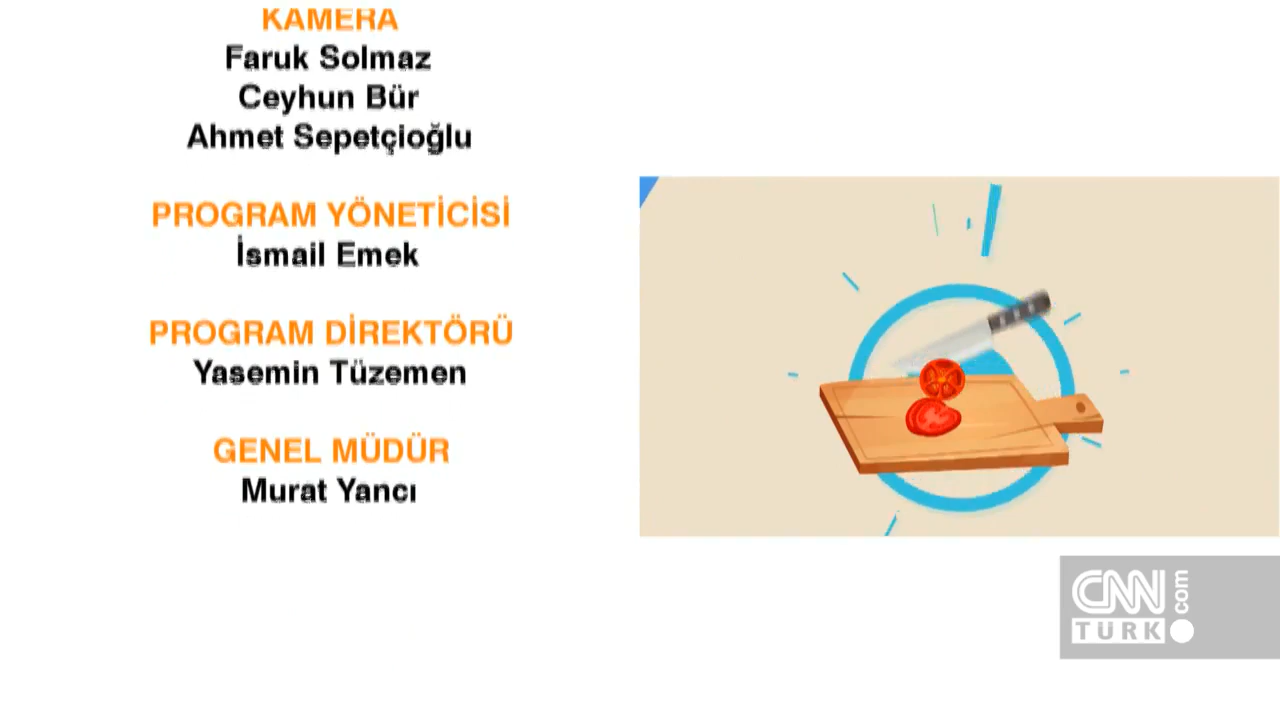 KAMERA
Faruk Solmaz
Ceyhun Bür
Ahmet Sepetçioğlu
PROGRAM YÖNETİCİSİ
İsmail Emek
PROGRAM DİREKTÖRÜ
Yasemin Tüzemen
GENEL MÜDÜR
Murat Yancı
CNN
TURK
com